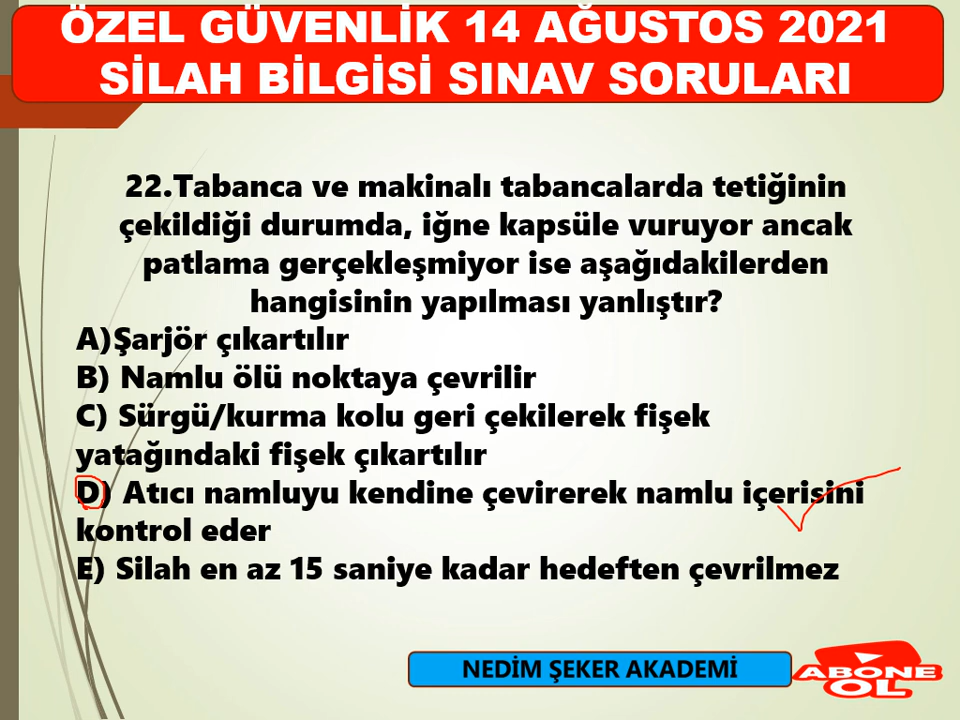 ÖZEL GÜVENLİK 14 AĞUSTOS 2021
SİLAH BİLGİSİ SINAV SORULARI
22.Tabanca ve makinalı tabancalarda tetiğinin
çekildiği durumda, iğne kapsüle vuruyor ancak
patlama gerçekleşmiyor ise aşağıdakilerden
hangisinin yapılması yanlıştır?
A)Şarjör çıkartılır
B) Namlu ölü noktaya çevrilir
C) Sürgü/kurma kolu geri çekilerek fişek
yatağındaki fişek çıkartılır
D) Atıcı namluyu kendine çevirerek namlu içerisini
kontrol eder
E) Silah en az 15 saniye kadar hedeften çevrilmez
NEDİM ŞEKER AKADEMİ
ABONE
OL